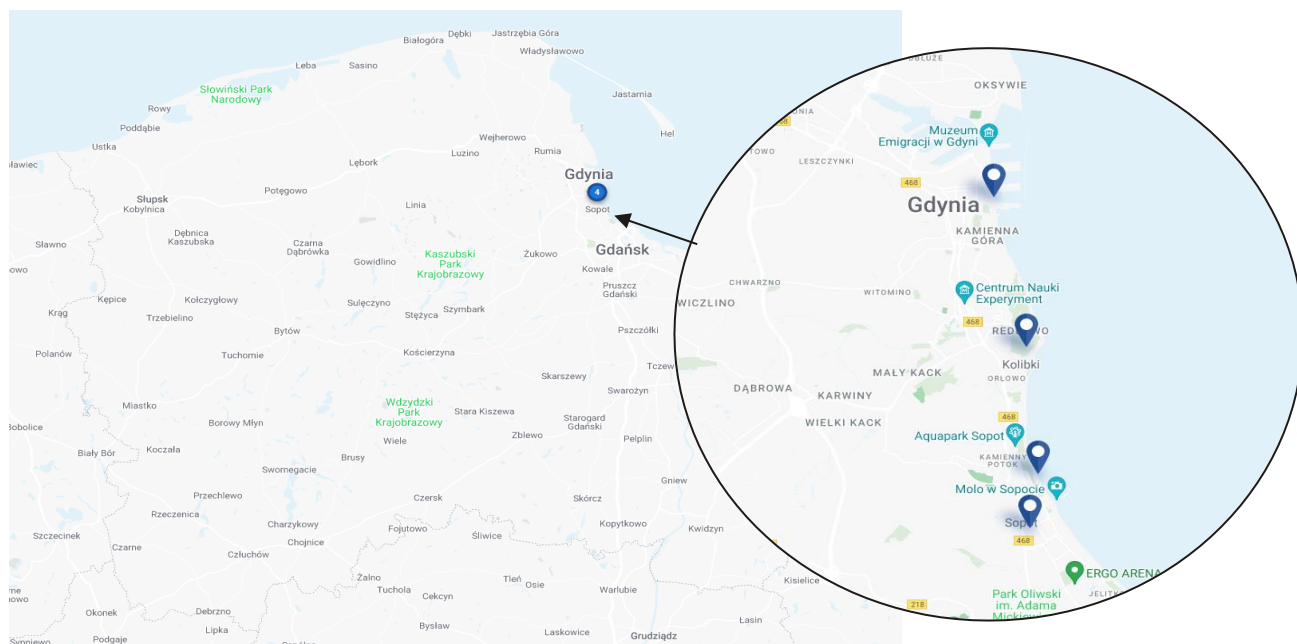 Jastrzębia Góra
Dębki
Białogóra
Władysławowo
Łeba
Sasino
Słowiński Park
Narodowy
Jastarnia
Rowy
Poddąbie
Hel
Ustka
Wejherowo
Rumia
Luzino
Lębork
Gdynia
4
Sopot
Potęgowo
Słupsk
Kobylnica
Linia
Gdańsk
Dębnica
Kaszubska
Czarna
Dąbrówka
Sławno
Kaszubski
Park
Krajobrazowy
Gowidlino
Żukowo
Kowale
Pruszcz
Gdański
Kępice
Kołczygłowy
Sulęczyno
Szymbark
Stężyca
Krąg
Trzebielino
Bytów
Pszczółki
Polanów
Tuchomie
Kościerzyna
Skarszewy
Tczew
Swarożyn
Miastko
Wdzydzki
Park
Krajobrazowy
Stara Kiszewa
Starogard
Gdański
Bobolice
Borowy Młyn
Zblewo
Pelplin
Wiele
Biały Bór
Koczała
Brusy
Swornegacie
Gniew
Przechlewo
Czersk
Skórcz
Rzeczenica
Charzykowy
Fojutowo
Kopytkowo
Kwidzyn
Szczecinek
Czarne
Chojnice
Śliwice
Człuchów
Żalno
Tuchola
Tleń
Osie
Warlubie
Kisielice
Okonek
Debrzno
Cekcyn
Lipka
Bysław
Laskowice
Łasin
Grudziądz
Podgaje
OKSYWIE
Muzeum
Emigracji w Gdyni
LESZCZYNKI
468
Gdynia
KAMIENNA
GÓRA
CHWARZNO
WITOMINO
Centrum Nauki
Experyment
WICZLINO
468
Kolibki
ORŁOWO
MAŁY KACK
DĄBROWA
KARWINY
WIELKI KACK
468
Aquapark Sopot
KAMIENNY
POTOK
Molo w Sopocie
Sopot
468
ERGO ARENA
Park Oliwski
im. Adama
218